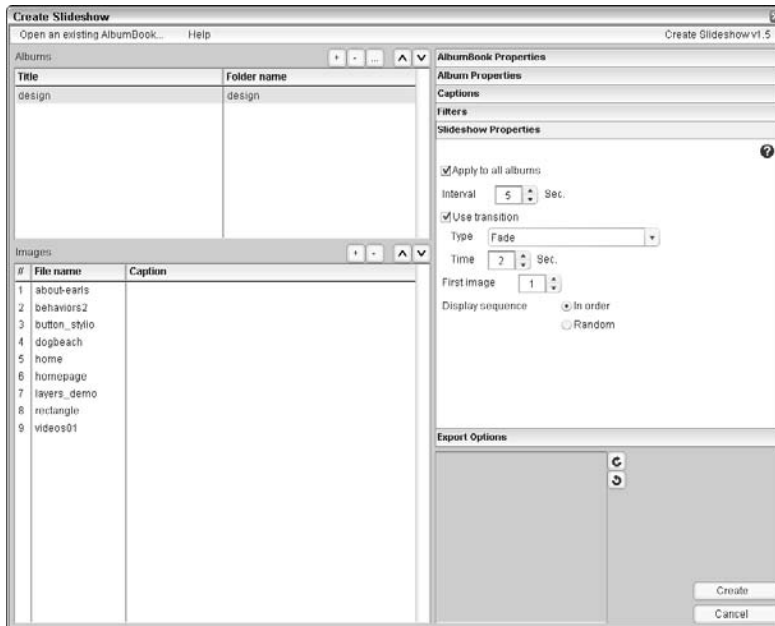 Create Slideshow
Open an existing AlbumBook... Help Create Slideshow v1.5
Albums + - ...
Title Folder name
design design
Images + -
# File name Caption
1 about-earls
2 behaviors2
3 button_stylio
4 dogbeach
5 home
6 homepage
7 layers_demo
8 rectangle
9 videos01
AlbumBook Properties
Album Properties
Captions
Filters
Slideshow Properties
?
Apply to all albums
Interval 5 Sec.
Use transition
Type Fade
Time 2 Sec.
First image 1
Display sequence In order
Random
Export Options
Create
Cancel